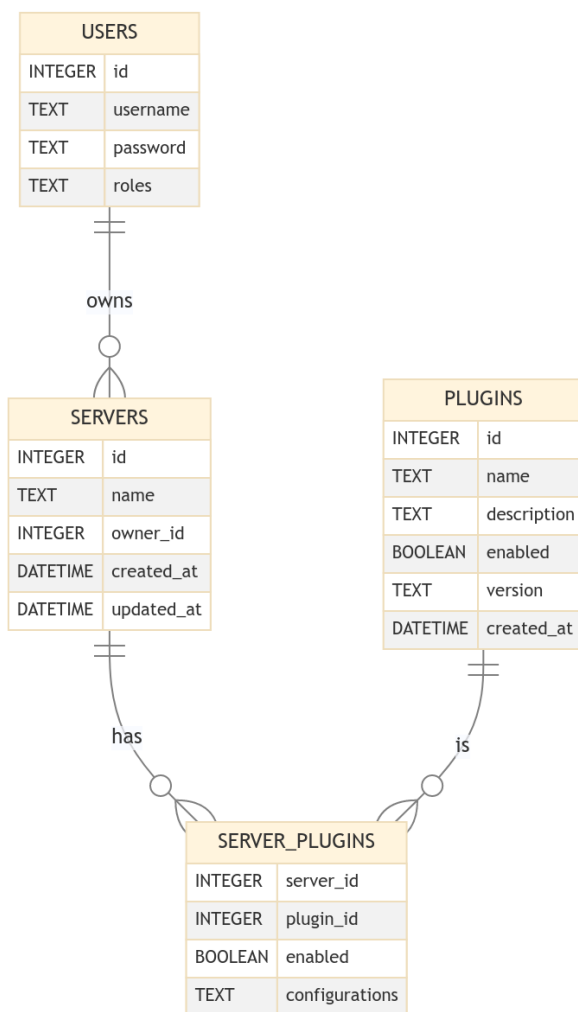 USERS
INTEGER id
TEXT username
TEXT password
TEXT roles
owns
SERVERS
INTEGER id
TEXT name
INTEGER owner_id
DATETIME created_at
DATETIME updated_at
PLUGINS
INTEGER id
TEXT name
TEXT description
BOOLEAN enabled
TEXT version
DATETIME created_at
has
is
SERVER_PLUGINS
INTEGER server_id
INTEGER plugin_id
BOOLEAN enabled
TEXT configurations